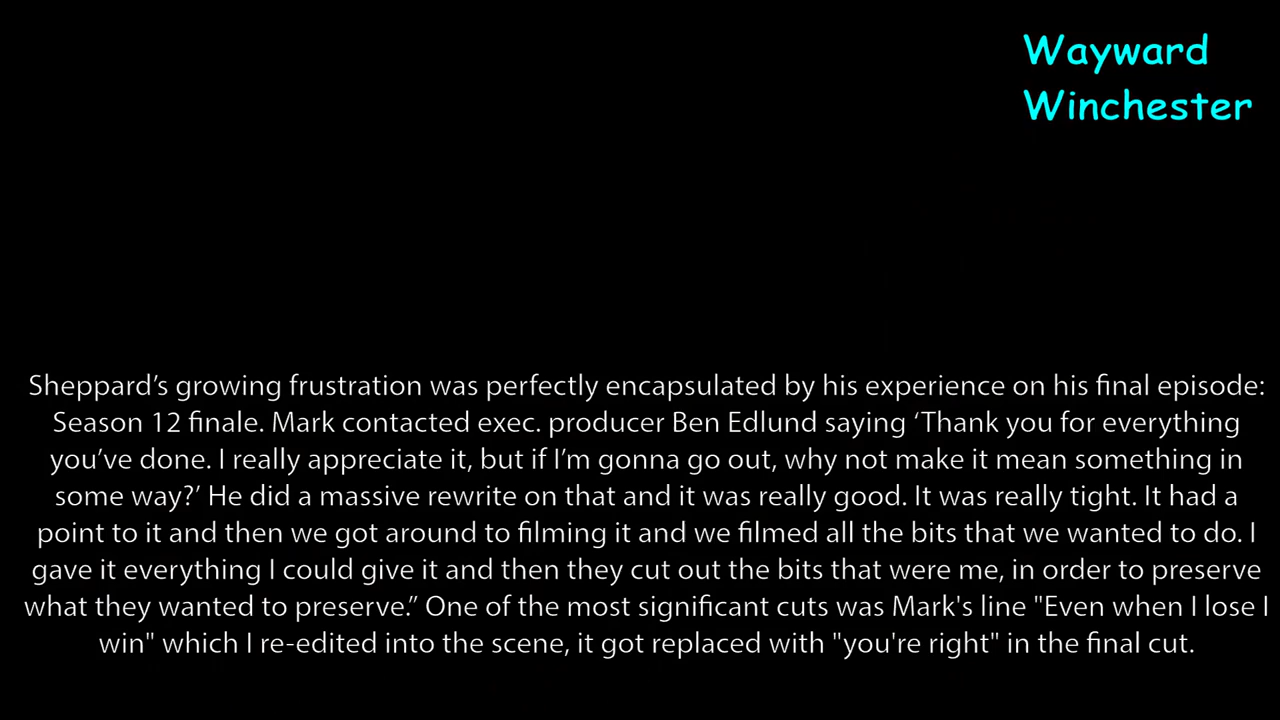 Wayward
Winchester
Sheppard’s growing frustration was perfectly encapsulated by his experience on his final episode:
Season 12 finale. Mark contacted exec. producer Ben Edlund saying ‘Thank you for everything
you’ve done. I really appreciate it, but if I’m gonna go out, why not make it mean something in
some way?’ He did a massive rewrite on that and it was really good. It was really tight. It had a
point to it and then we got around to filming it and we filmed all the bits that we wanted to do. I
gave it everything I could give it and then they cut out the bits that were me, in order to preserve
what they wanted to preserve.” One of the most significant cuts was Mark's line "Even when I lose I
win" which I re-edited into the scene, it got replaced with "you're right" in the final cut.